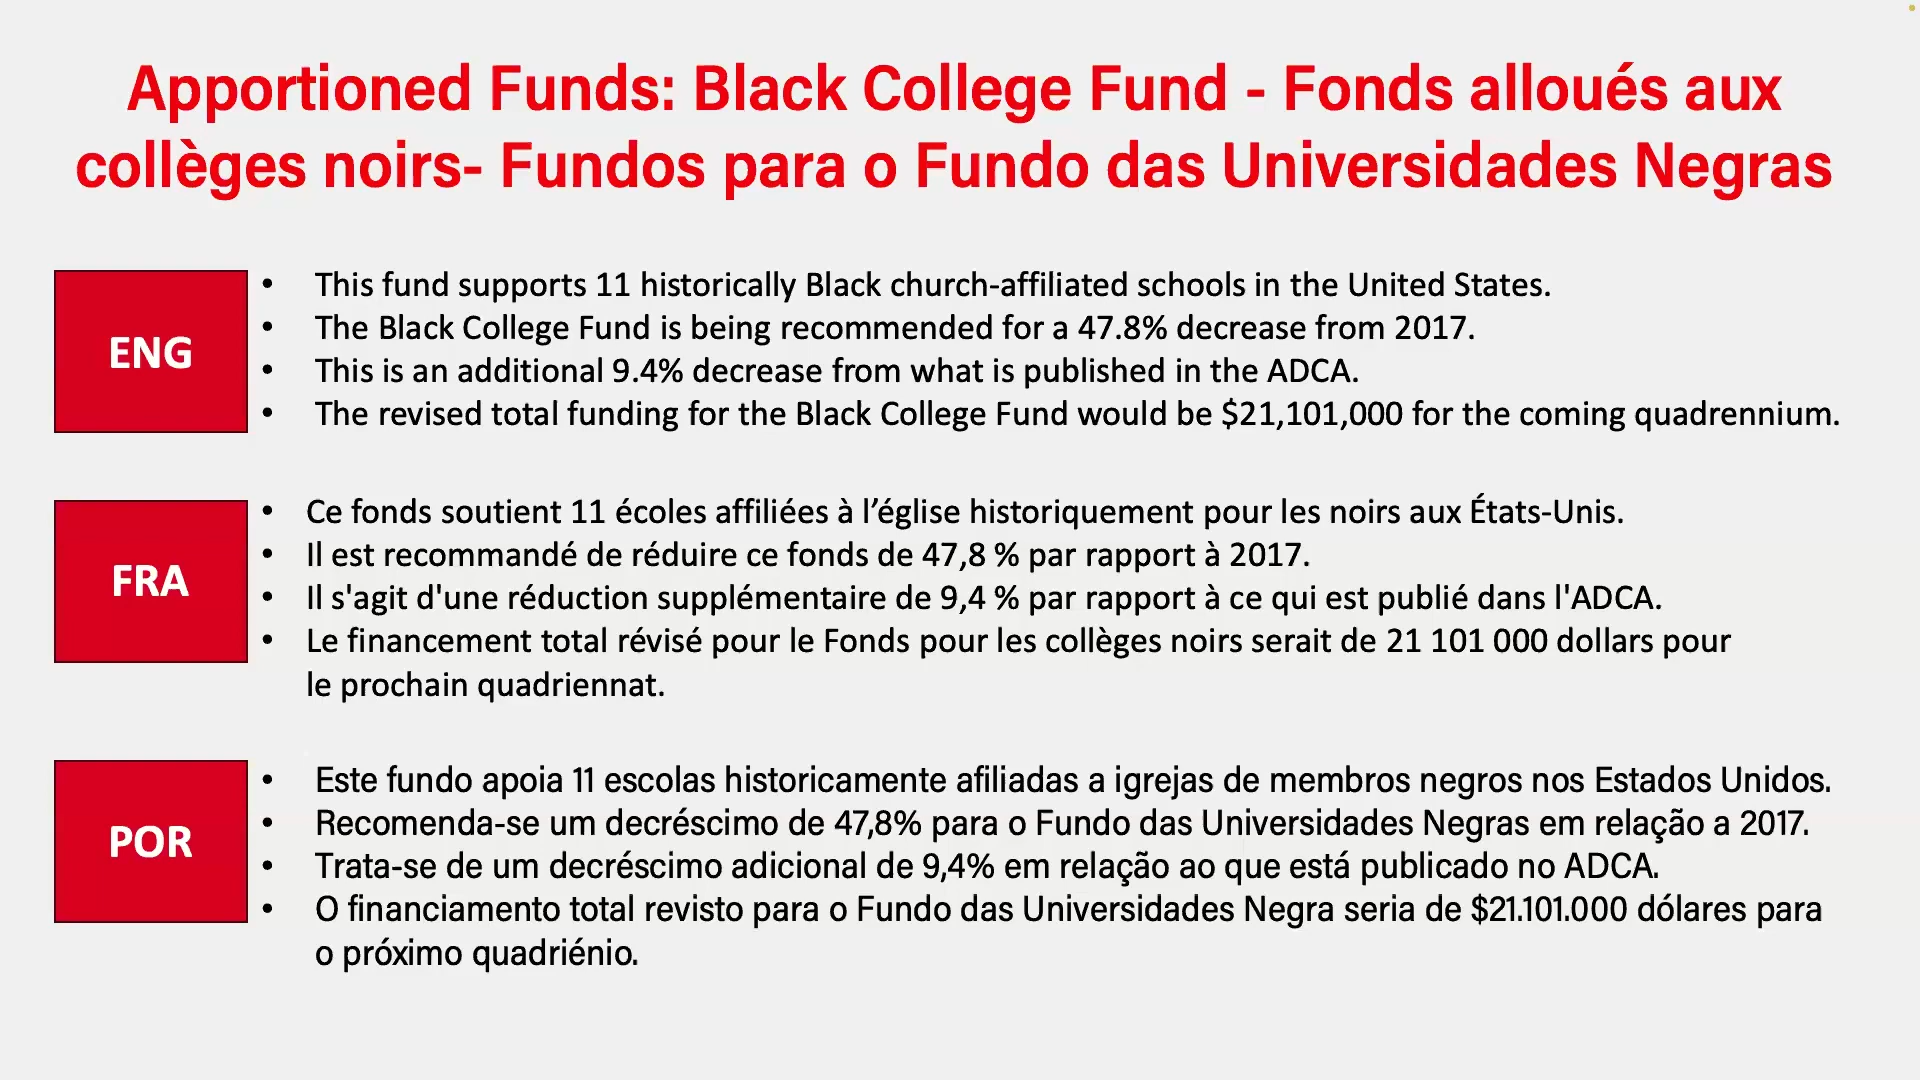 Apportioned Funds: Black College Fund - Fonds alloués aux
collèges noirs- Fundos para o Fundo das Universidades Negras
ENG
• This fund supports 11 historically Black church-affiliated schools in the United States.
• The Black College Fund is being recommended for a 47.8% decrease from 2017.
• This is an additional 9.4% decrease from what is published in the ADCA.
• The revised total funding for the Black College Fund would be $21,101,000 for the coming quadrennium.
FRA
• Ce fonds soutient 11 écoles affiliées à l’église historiquement pour les noirs aux États-Unis.
• Il est recommandé de réduire ce fonds de 47,8 % par rapport à 2017.
• Il s'agit d'une réduction supplémentaire de 9,4 % par rapport à ce qui est publié dans l'ADCA.
• Le financement total révisé pour le Fonds pour les collèges noirs serait de 21 101 000 dollars pour
le prochain quadriennat.
POR
• Este fundo apoia 11 escolas historicamente afiliadas a igrejas de membros negros nos Estados Unidos.
• Recomenda-se um decréscimo de 47,8% para o Fundo das Universidades Negras em relação a 2017.
• Trata-se de um decréscimo adicional de 9,4% em relação ao que está publicado no ADCA.
• O financiamento total revisto para o Fundo das Universidades Negra seria de $21.101.000 dólares para
o próximo quadriénio.